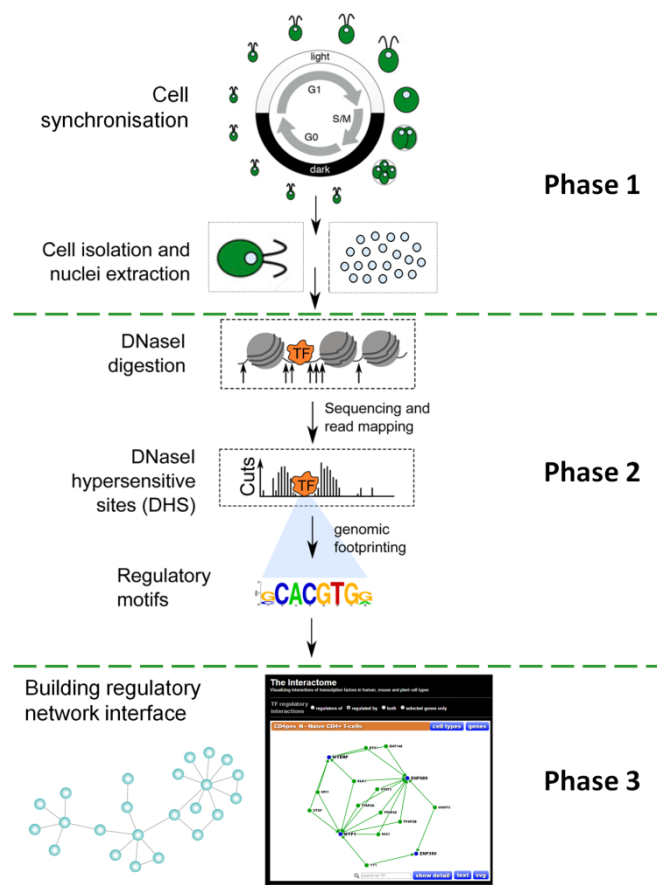 light
G1
S/M
G0
dark
Cell
synchronisation
Phase 1
Cell isolation and
nuclei extraction
DNaseI
digestion
TF
Sequencing and
read mapping
DNaseI
hypersensitive
sites (DHS)
Cuts
TF
Phase 2
genomic
footprinting
Regulatory
motifs
GCACGTGG
Building regulatory
network interface
The Interactome
Visualizing interactions of transcription factors in human, mouse and plant cell types
TF regulatory
interactions
regulators of
regulated by
both
selected genes only
CD4pos_N - Naive CD4+ T-cells
cell types
genes
ZNF589
ZNF385
show detail
text
svg
Phase 3